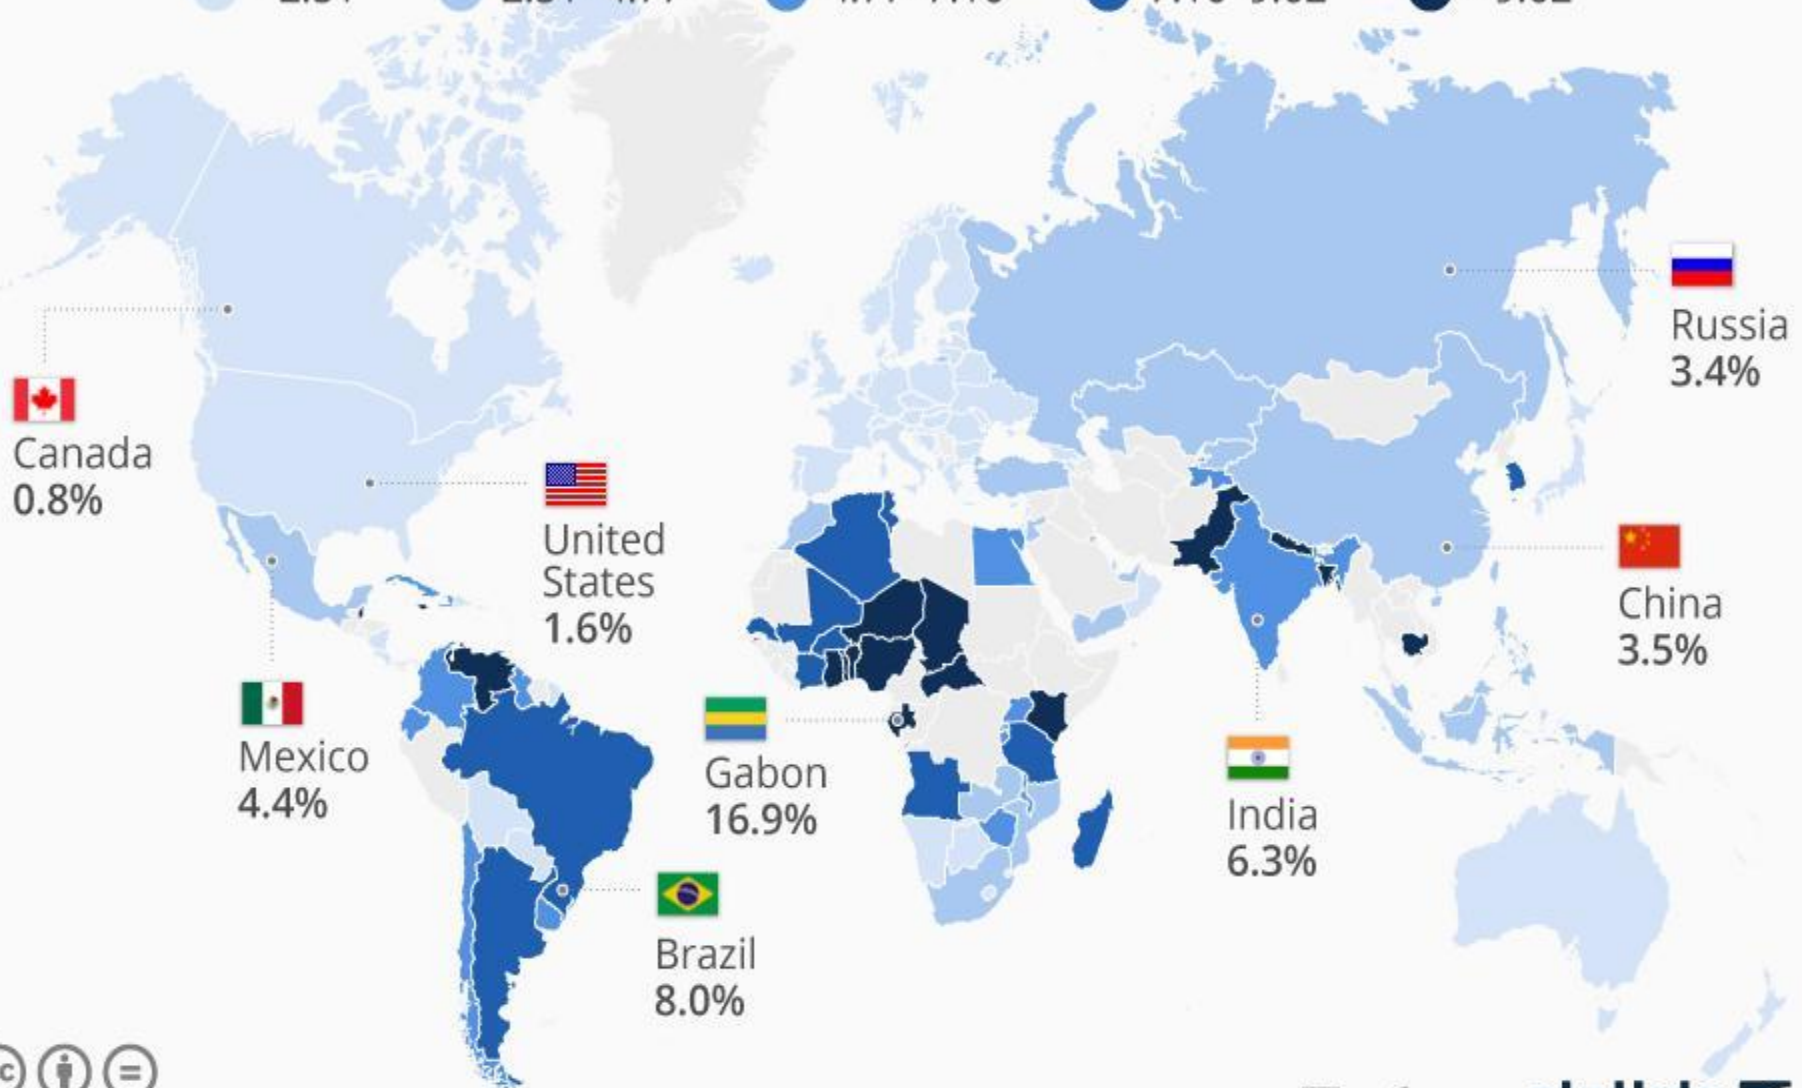 Russia
3.4%
Canada
0.8%
United
States
1.6%
China
3.5%
Mexico
4.4%
Gabon
16.9%
India
6.3%
Brazil
8.0%